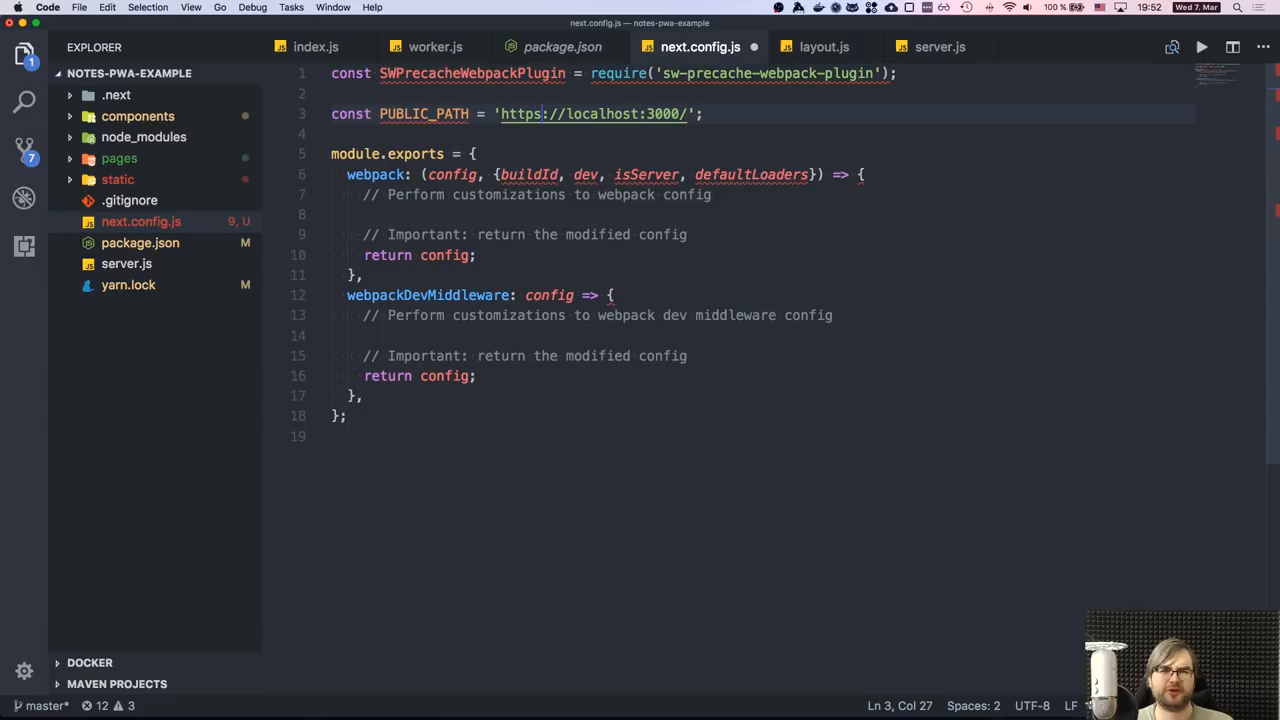 Code File Edit Selection View Go Debug Tasks Window Help 100 % 19:52 Wed 7. Mar
next.config.js — notes-pwa-example
EXPLORER
index.js worker.js package.json next.config.js layout.js server.js
NOTES-PWA-EXAMPLE
.next
components
node_modules
pages
static
.gitignore
next.config.js 9, U
package.json M
server.js
yarn.lock M
DOCKER
MAVEN PROJECTS
1
7
1 const SWPrecacheWebpackPlugin = require('sw-precache-webpack-plugin');
2
3 const PUBLIC_PATH = 'https://localhost:3000/';
4
5 module.exports = {
6 webpack: (config, {buildId, dev, isServer, defaultLoaders}) => {
7 // Perform customizations to webpack config
8
9 // Important: return the modified config
10 return config;
11 },
12 webpackDevMiddleware: config => {
13 // Perform customizations to webpack dev middleware config
14
15 // Important: return the modified config
16 return config;
17 },
18 };
19
master* 12 3 Ln 3, Col 27 Spaces: 2 UTF-8 LF